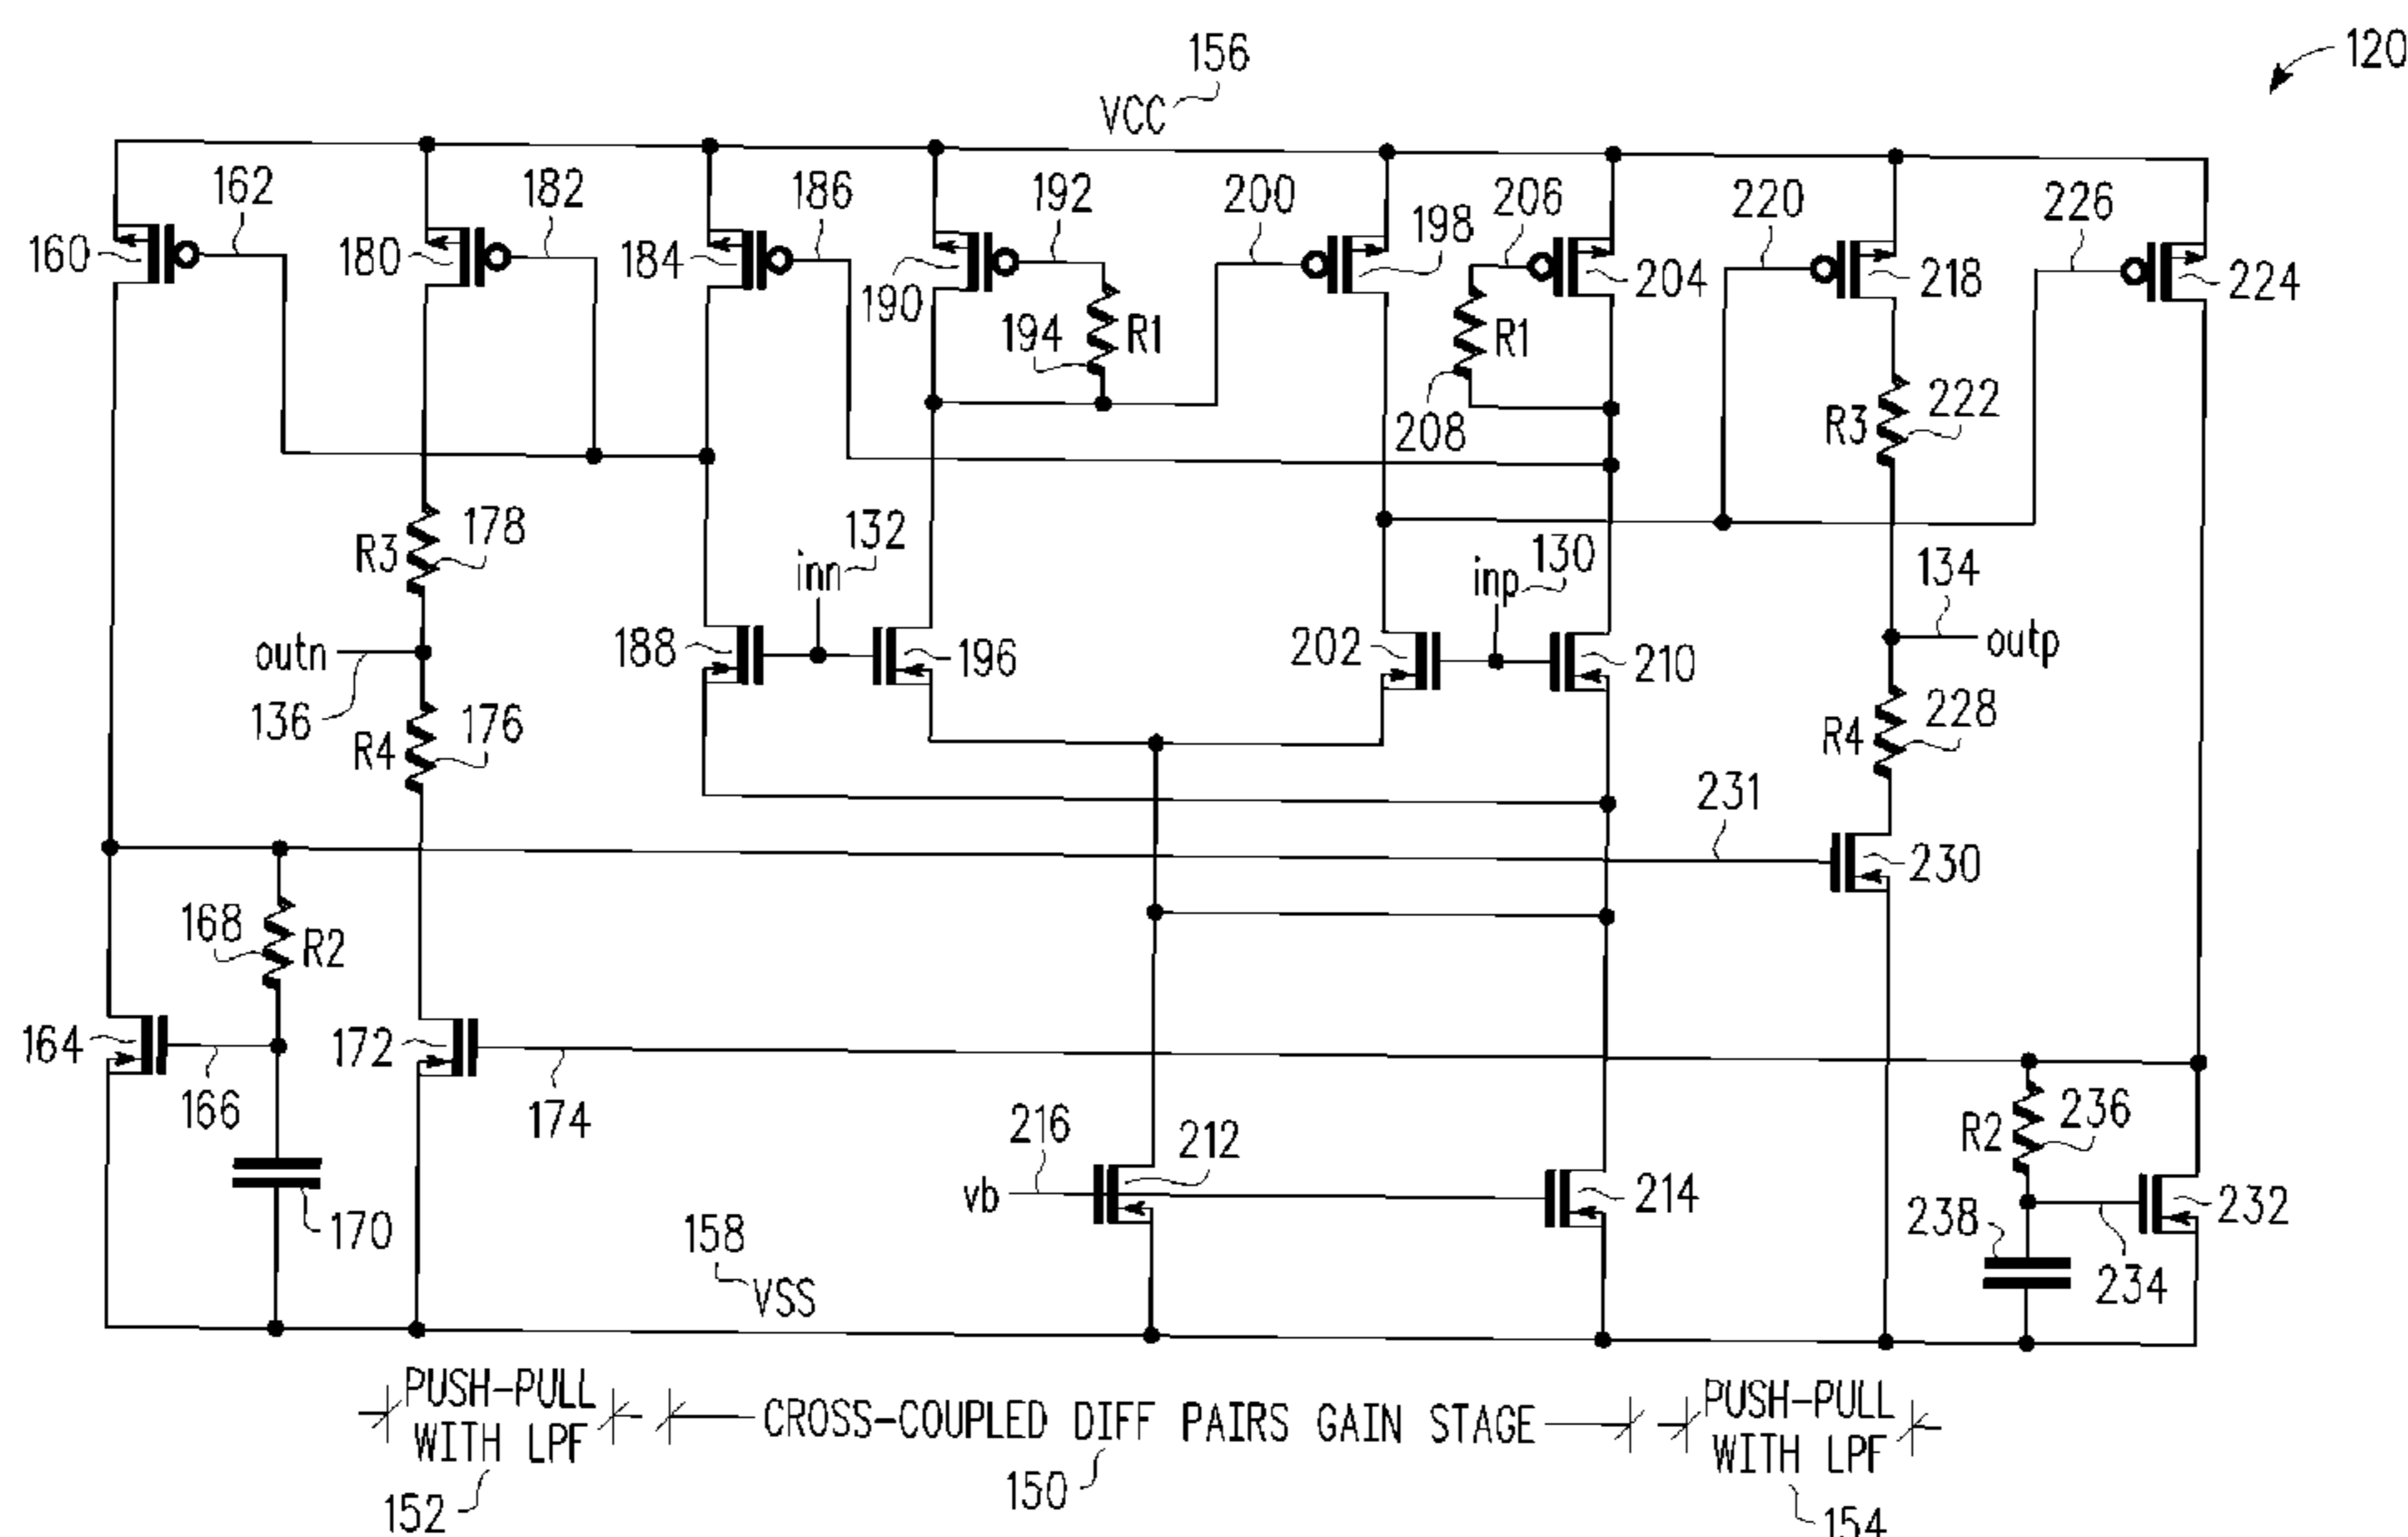 120
156
VCC
162
182
186
192
200
206
198
220
226
160
180
184
190
194
R1
R1
208
204
218
224
R3
222
R3
178
132
inn
inp
130
134
outn
136
188
196
202
210
outp
R4
176
R4
228
231
230
168
R2
164
166
172
174
170
216
vb
212
214
R2
236
232
238
234
158
VSS
PUSH-PULL
WITH LPF
152
CROSS-COUPLED DIFF PAIRS GAIN STAGE
150
PUSH-PULL
WITH LPF
154